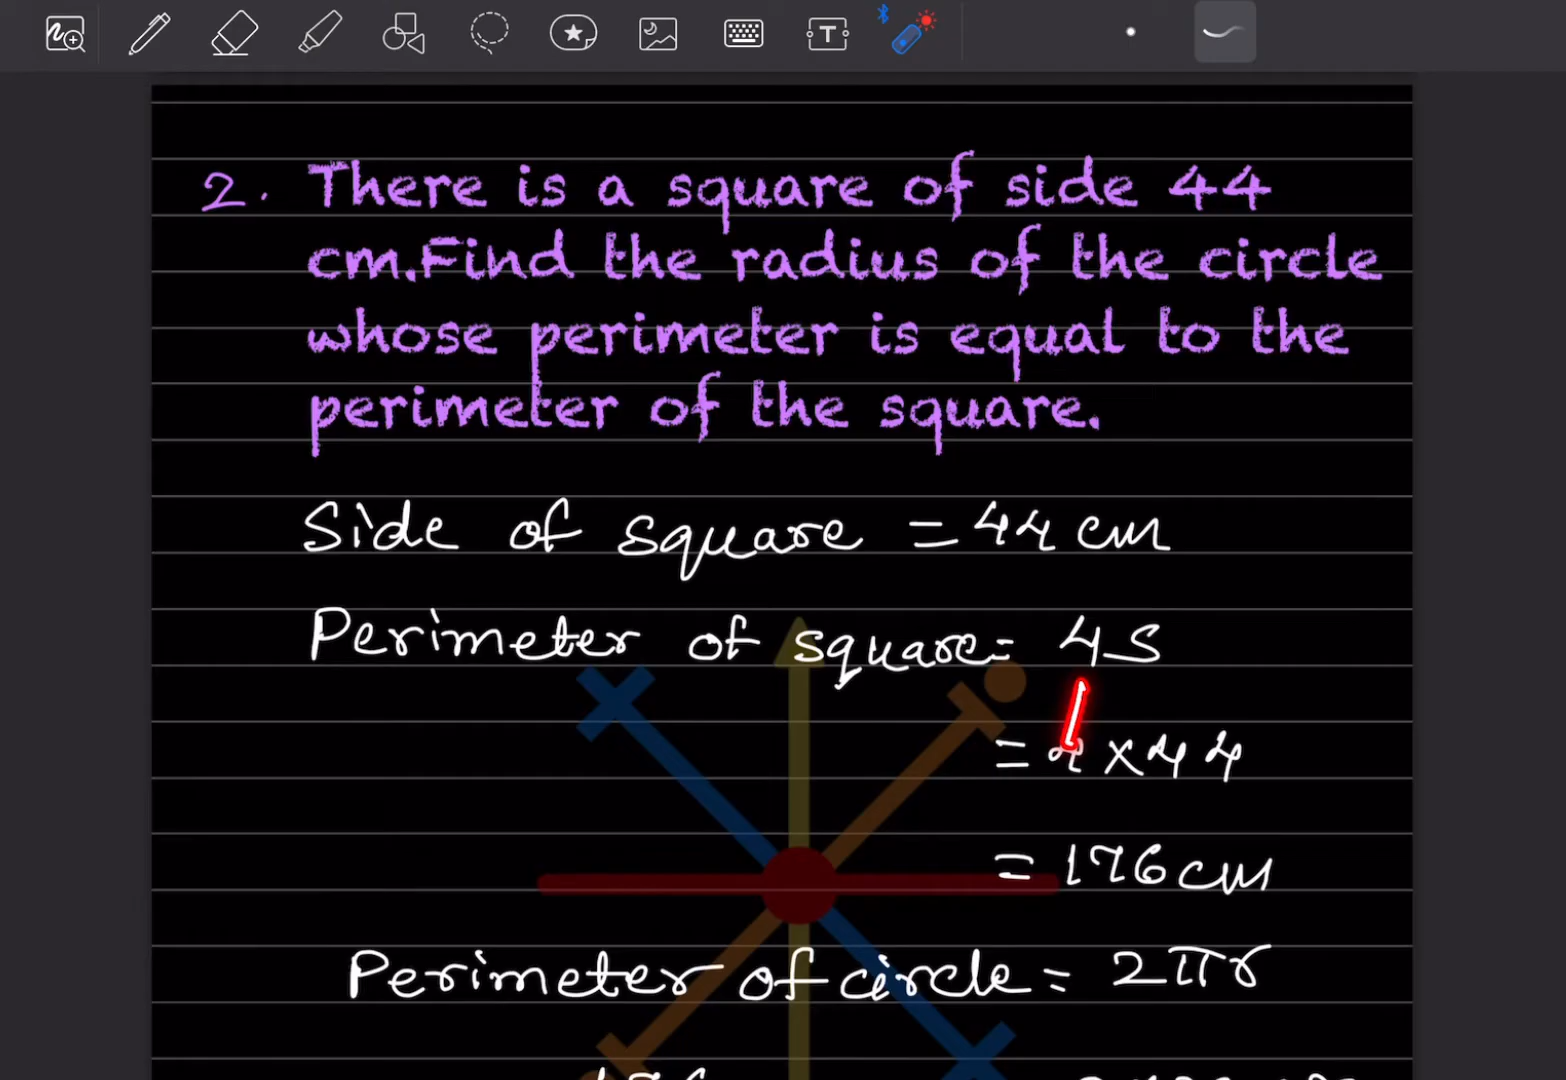 2. There is a square of side 44
cm.Find the radius of the circle
whose perimeter is equal to the
perimeter of the square.
Side of square = 44 cm
Perimeter of square = 4S
= 4 × 44
= 176 cm
Perimeter of circle = 2πr
176